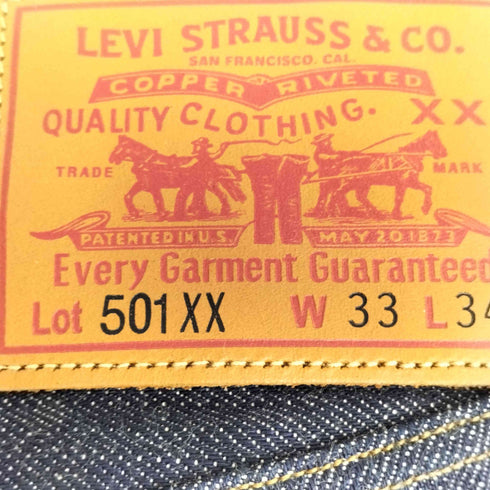 LEVI STRAUSS & CO.
SAN FRANCISCO. CAL.
COPPER RIVETED
QUALITY CLOTHING. XX
TRADE MARK
PATENTED IN U.S. MAY 20 1873
Every Garment Guaranteed
Lot 501XX W 33 L 34